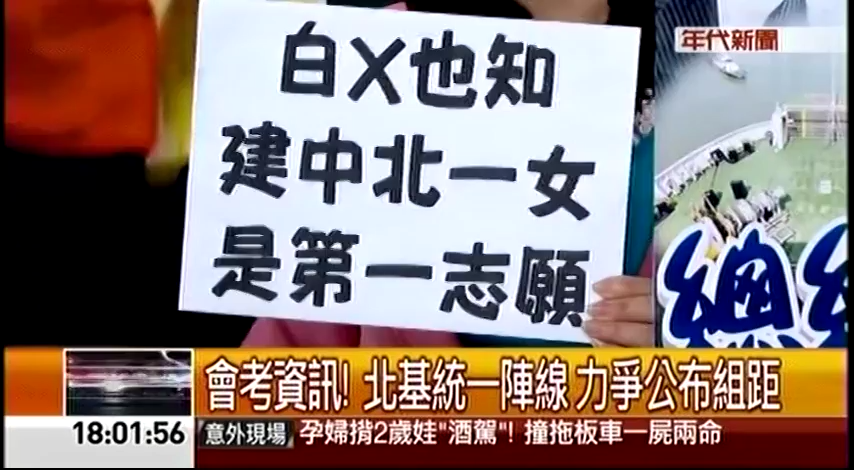 年代新聞
白X也知
建中北一女
是第一志願
總統
會考資訊! 北基統一陣線 力爭公布組距
18:01:56 意外現場 孕婦揹2歲娃"酒駕"! 撞拖板車一屍兩命